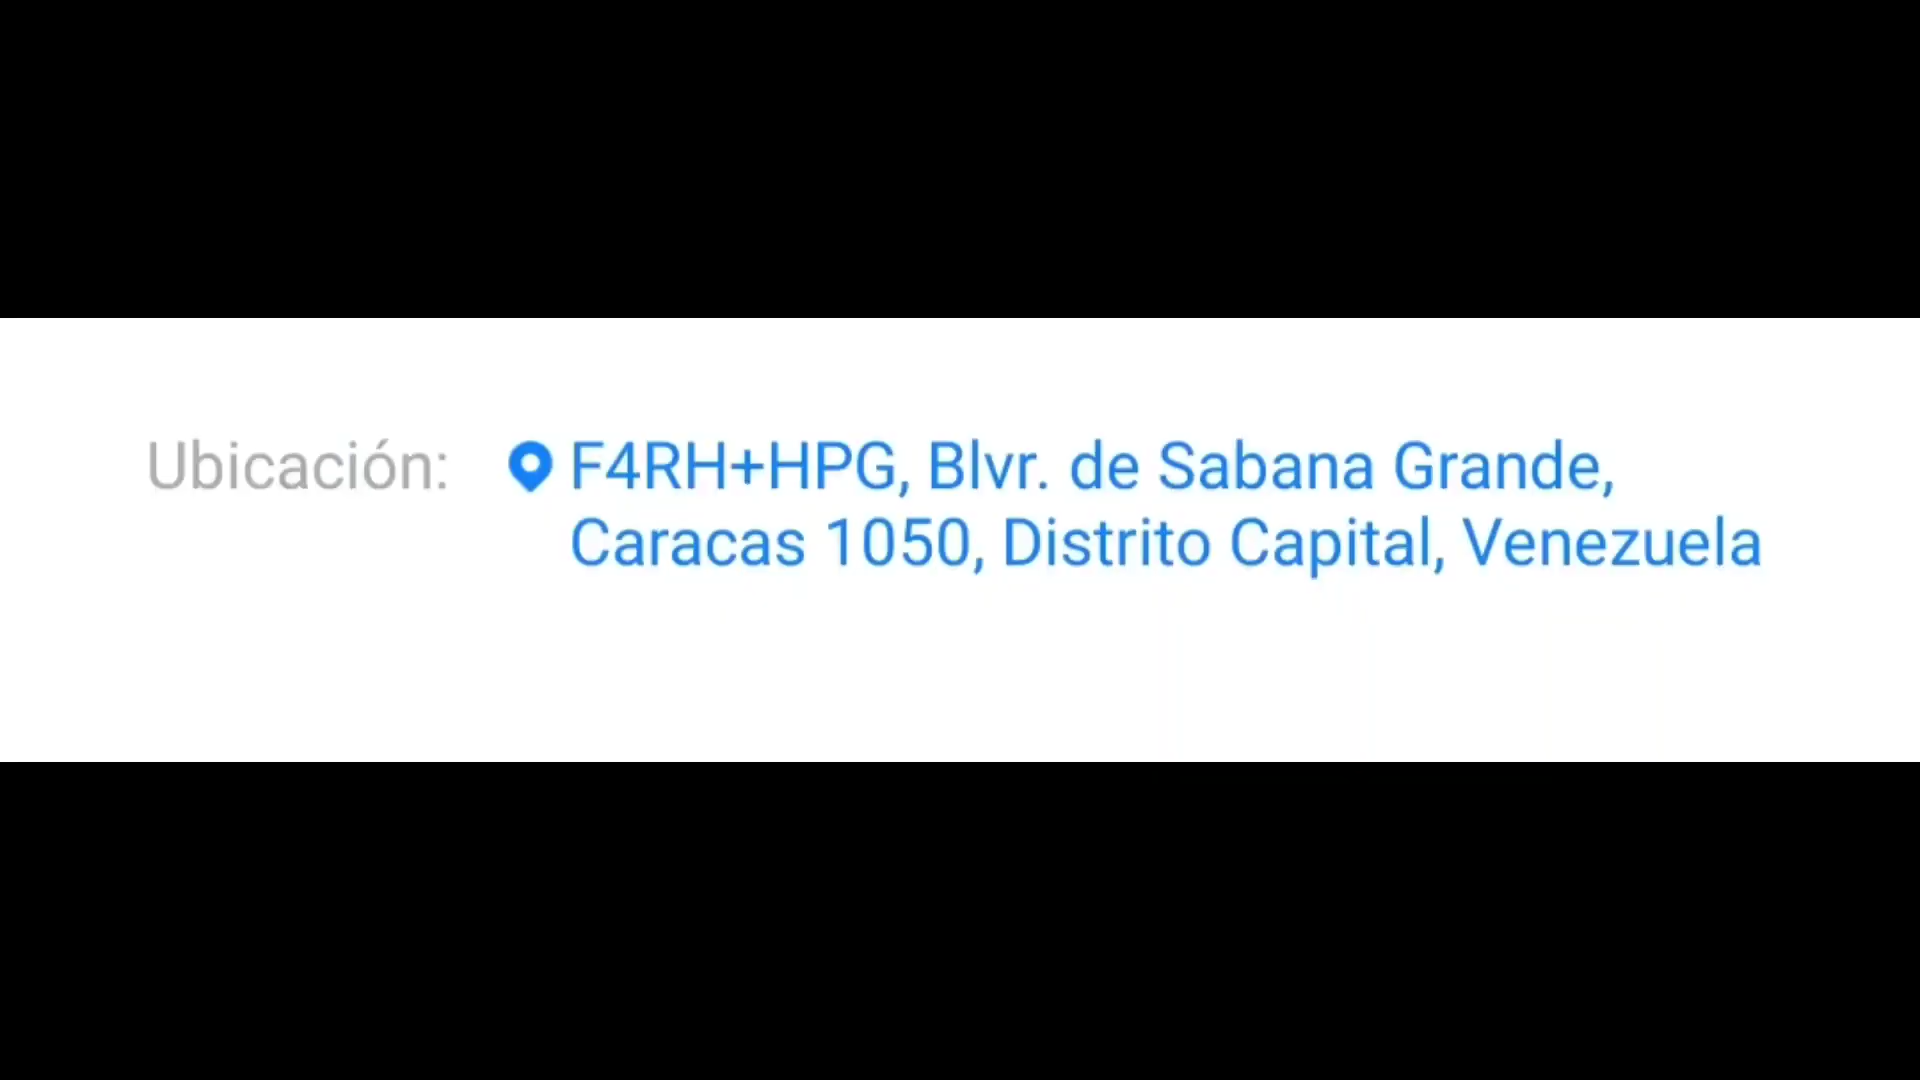 Ubicación: F4RH+HPG, Blvr. de Sabana Grande,
Caracas 1050, Distrito Capital, Venezuela